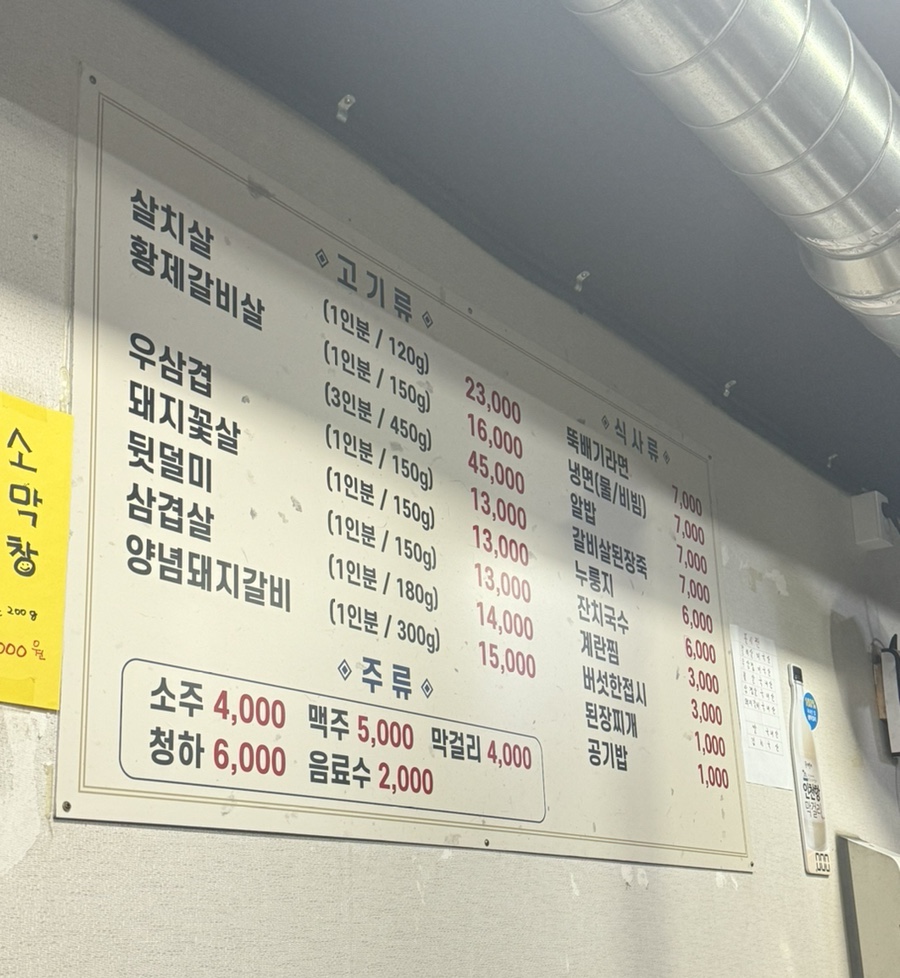 ◈ 고기류 ◈
살치살 (1인분 / 120g) 23,000
황제갈비살 (1인분 / 150g) 16,000
(3인분 / 450g) 45,000
우삼겹 (1인분 / 150g) 13,000
돼지꽃살 (1인분 / 150g) 13,000
뒷덜미 (1인분 / 150g) 13,000
삼겹살 (1인분 / 180g) 14,000
양념돼지갈비 (1인분 / 300g) 15,000
◈ 주류 ◈
소주 4,000 맥주 5,000 막걸리 4,000
청하 6,000 음료수 2,000
◈ 식사류 ◈
뚝배기라면 7,000
냉면(물/비빔) 7,000
알밥 7,000
갈비살된장죽 7,000
누룽지 6,000
잔치국수 6,000
계란찜 3,000
버섯한접시 3,000
된장찌개 1,000
공기밥 1,000
소막창
200g
000원